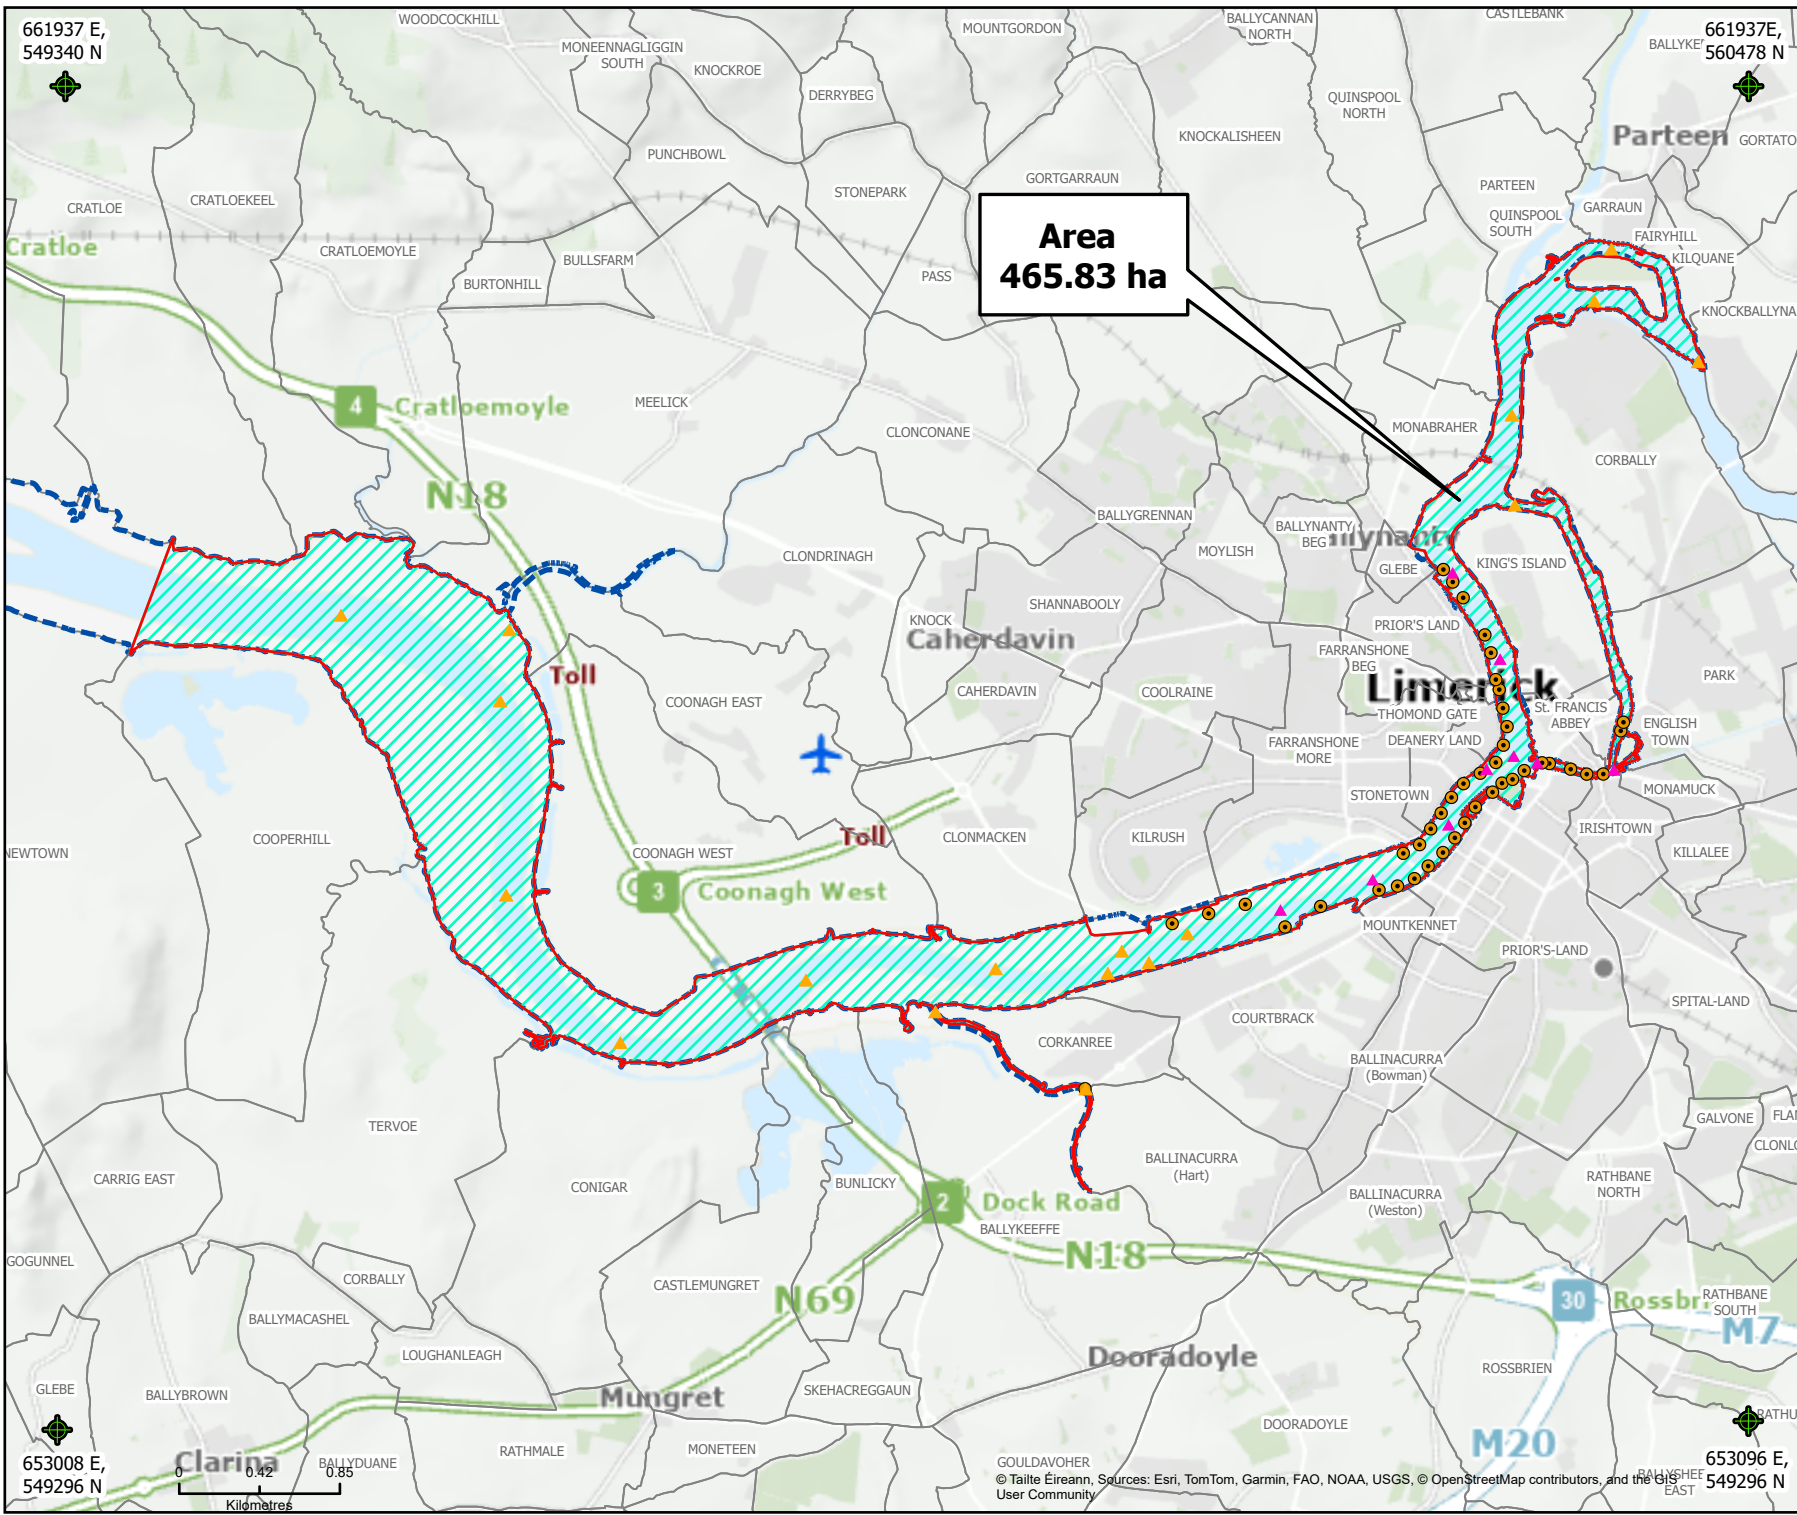 661937 E,
549340 N
WOODCOCKHILL
MONEENNAGLIGGIN
SOUTH
KNOCKROE
MOUNTGORDON
BALLYCANNAN
NORTH
CASTLEBANK
661937E,
560478 N
DERRYBEG
QUINSPOOL
NORTH
KNOCKALISHEEN
Parteen
PUNCHBOWL
GORTGARRAUN
STONEPARK
PARTEEN
CRATLOE
CRATLOEKEEL
QUINSPOOL
SOUTH
GARRAUN
FAIRYHILL
KILQUANE
Area
465.83 ha
Cratloe
CRATLOEMOYLE
BULLSFARM
BURTONHILL
PASS
4
Cratloemoyle
MEELICK
CLONCONANE
MONABRAHER
CORBALLY
N18
BALLYGRENNAN
BALLYNANTY
BEG
MOYLISH
GLEBE
KING'S ISLAND
CLONDRINAGH
SHANNABOOLY
KNOCK
Caherdavin
PRIOR'S LAND
FARRANSHONE
BEG
Toll
COONAGH EAST
CAHERDAVIN
COOLRAINE
Limerick
PARK
THOMOND GATE
St. FRANCIS
ABBEY
ENGLISH
TOWN
FARRANSHONE
MORE
DEANERY LAND
STONETOWN
MONAMUCK
COOPERHILL
Toll
CLONMACKEN
KILRUSH
IRISHTOWN
KILLALEE
NEWTOWN
COONAGH WEST
3
Coonagh West
MOUNTKENNET
PRIOR'S-LAND
SPITAL-LAND
COURTBRACK
CORKANREE
BALLINACURRA
(Bowman)
TERVOE
GALVONE
CARRIG EAST
CONIGAR
BUNLICKY
BALLINACURRA
(Hart)
BALLINACURRA
(Weston)
RATHBANE
NORTH
2
Dock Road
BALLYKEEFFE
N18
GOGUNNEL
CORBALLY
CASTLEMUNGRET
N69
30
RATHBANE
SOUTH
M7
BALLYMACASHEL
LOUGHANLEAGH
Dooradoyle
ROSSBRIEN
GLEBE
BALLYBROWN
Mungret
SKEHACREGGAUN
DOORADOYLE
M20
653008 E,
549296 N
Clarina
BALLYDUANE
RATHMALE
MONETEEN
GOULDAVOHER
BALLYSHEE
EAST
653096 E,
549296 N
0 0.42 0.85
Kilometres
© Tailte Éireann, Sources: Esri, TomTom, Garmin, FAO, NOAA, USGS, © OpenStreetMap contributors, and the GIS
User Community